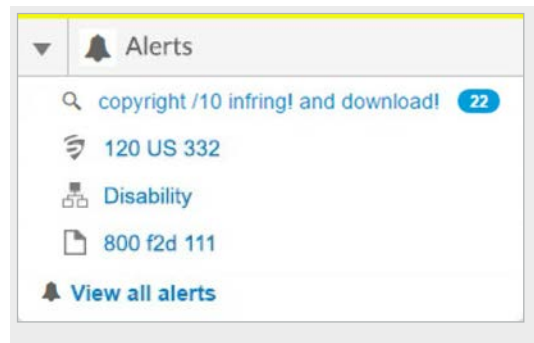 Alerts
copyright /10 infring! and download! 22
120 US 332
Disability
800 f2d 111
View all alerts